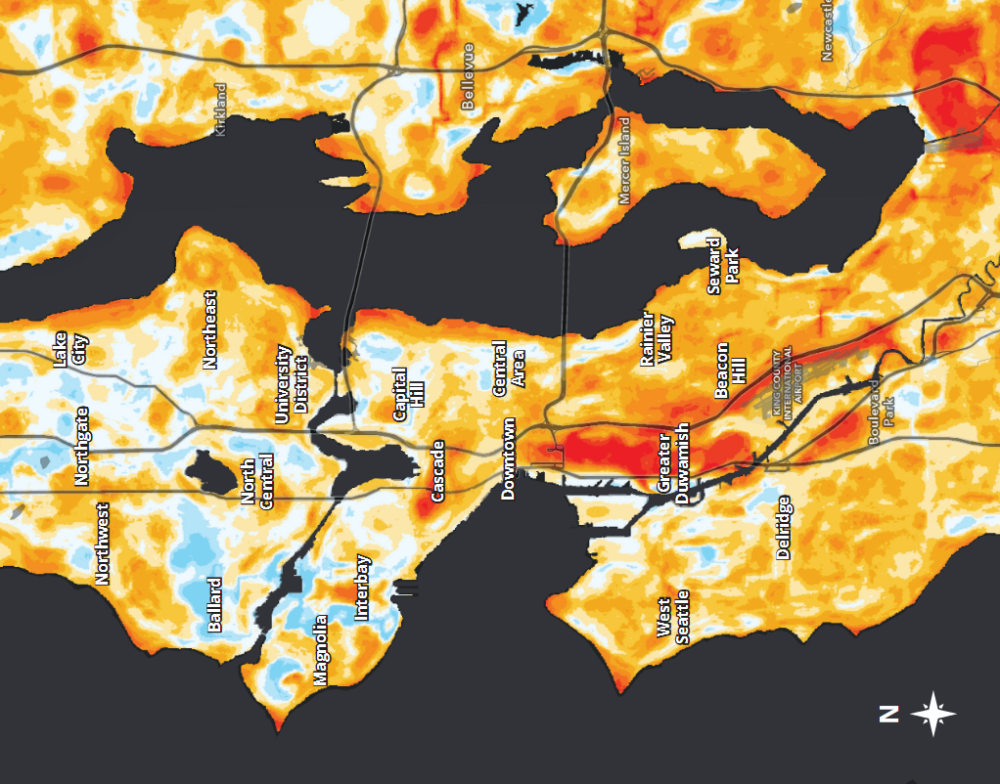 Lake
City
Northgate
Northwest
Northeast
University
District
North
Central
Ballard
Magnolia
Interbay
Capital
Hill
Cascade
Central
Area
Downtown
Kirkland
Bellevue
Mercer Island
Newcastle
Seward
Park
Rainier
Valley
Beacon
Hill
KING COUNTY
INTERNATIONAL
AIRPORT
Boulevard
Park
Greater
Duwamish
Delridge
West
Seattle
N